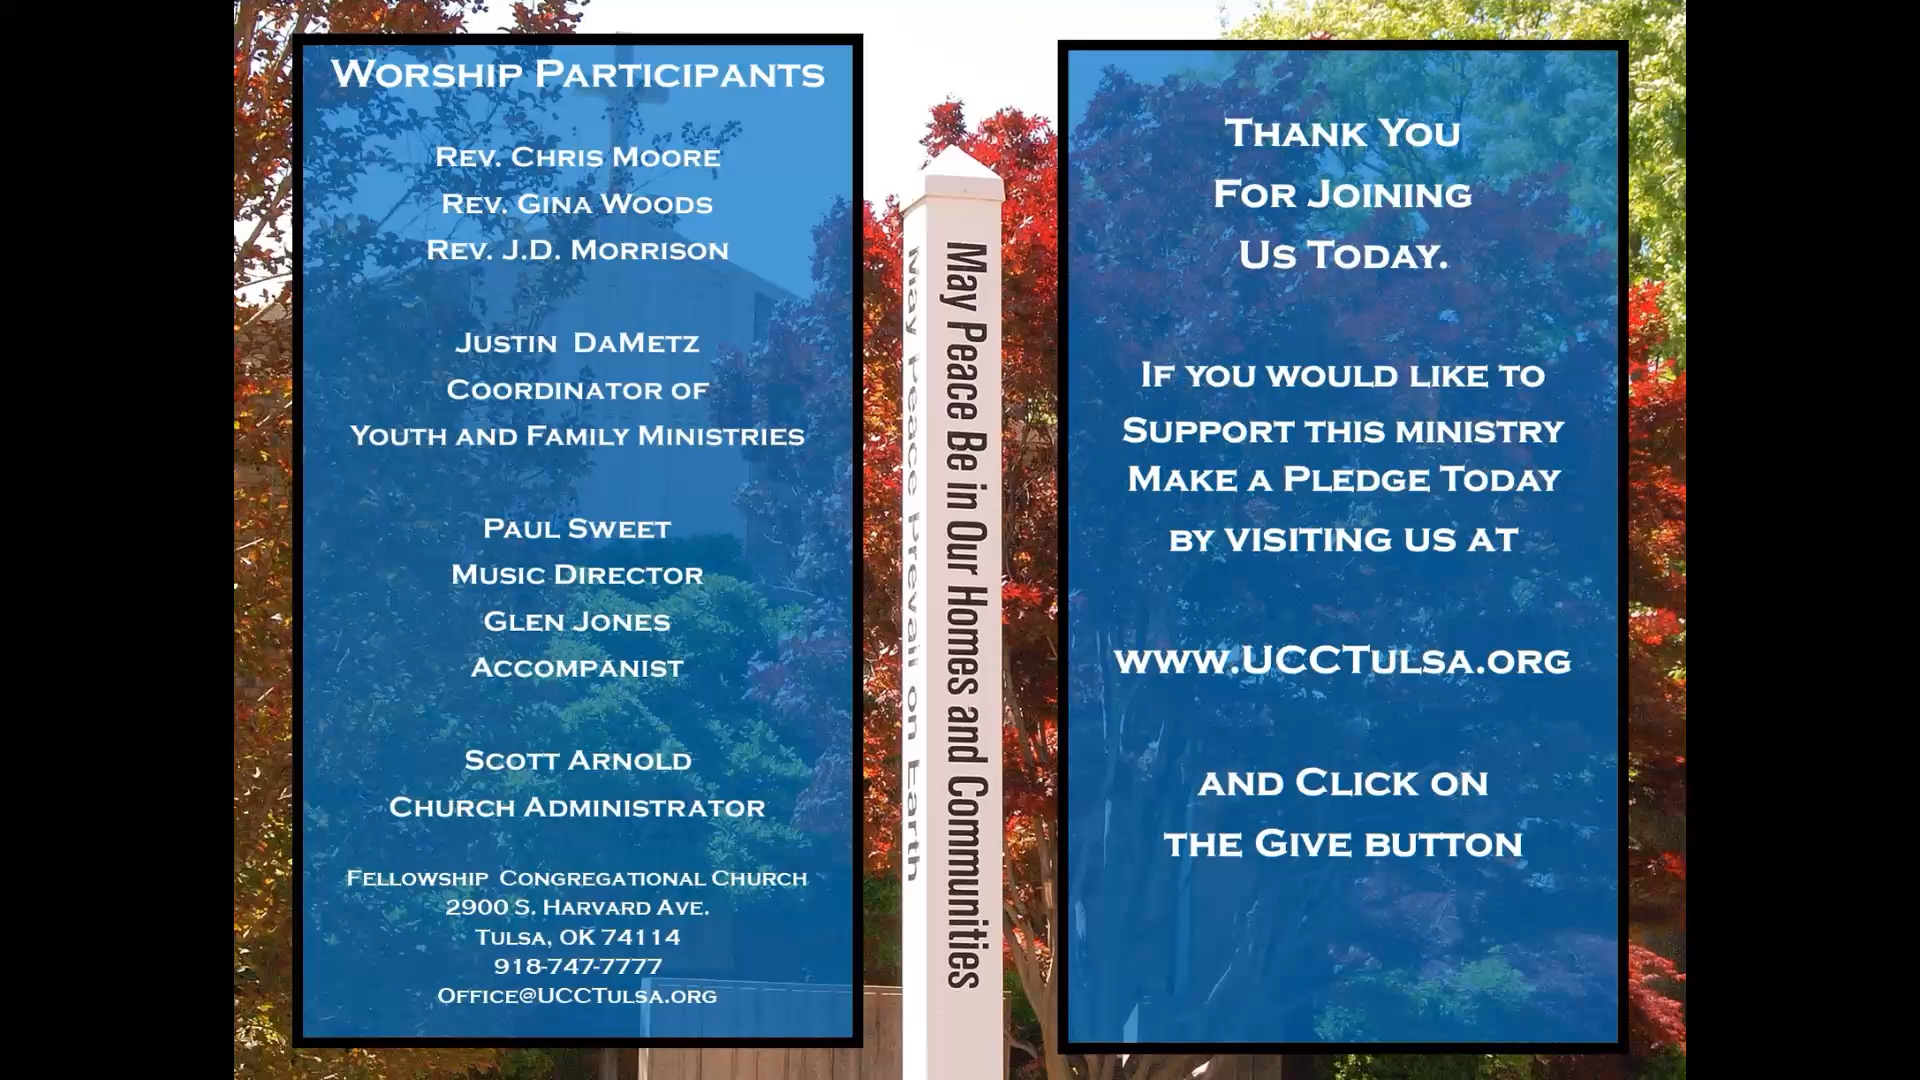 Worship Participants
Rev. Chris Moore
Rev. Gina Woods
Rev. J.D. Morrison
Justin DaMetz
Coordinator of
Youth and Family Ministries
Paul Sweet
Music Director
Glen Jones
Accompanist
Scott Arnold
Church Administrator
Fellowship Congregational Church
2900 S. Harvard Ave.
Tulsa, OK 74114
918-747-7777
Office@UCCTulsa.org
May Peace Prevail on Earth
May Peace Be in Our Homes and Communities
Thank You
For Joining
Us Today.
If you would like to
Support this ministry
Make a Pledge Today
by visiting us at
www.UCCTulsa.org
and Click on
the Give button